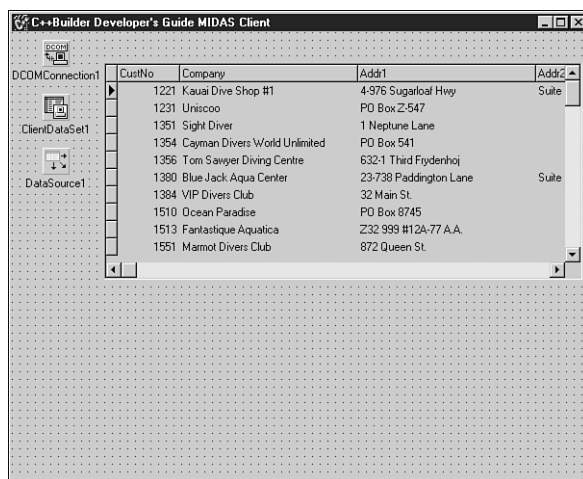 C++Builder Developer's Guide MIDAS Client
DCOM
DCOMConnection1
ClientDataSet1
DataSource1
CustNo Company Addr1 Addr2
1221 Kauai Dive Shop #1 4-976 Sugarloaf Hwy Suite
1231 Uniscoo PO Box Z-547
1351 Sight Diver 1 Neptune Lane
1354 Cayman Divers World Unlimited PO Box 541
1356 Tom Sawyer Diving Centre 632-1 Third Frydenhoj
1380 Blue Jack Aqua Center 23-738 Paddington Lane Suite
1384 VIP Divers Club 32 Main St.
1510 Ocean Paradise PO Box 8745
1513 Fantastique Aquatica Z32 999 #12A-77 A.A.
1551 Marmot Divers Club 872 Queen St.